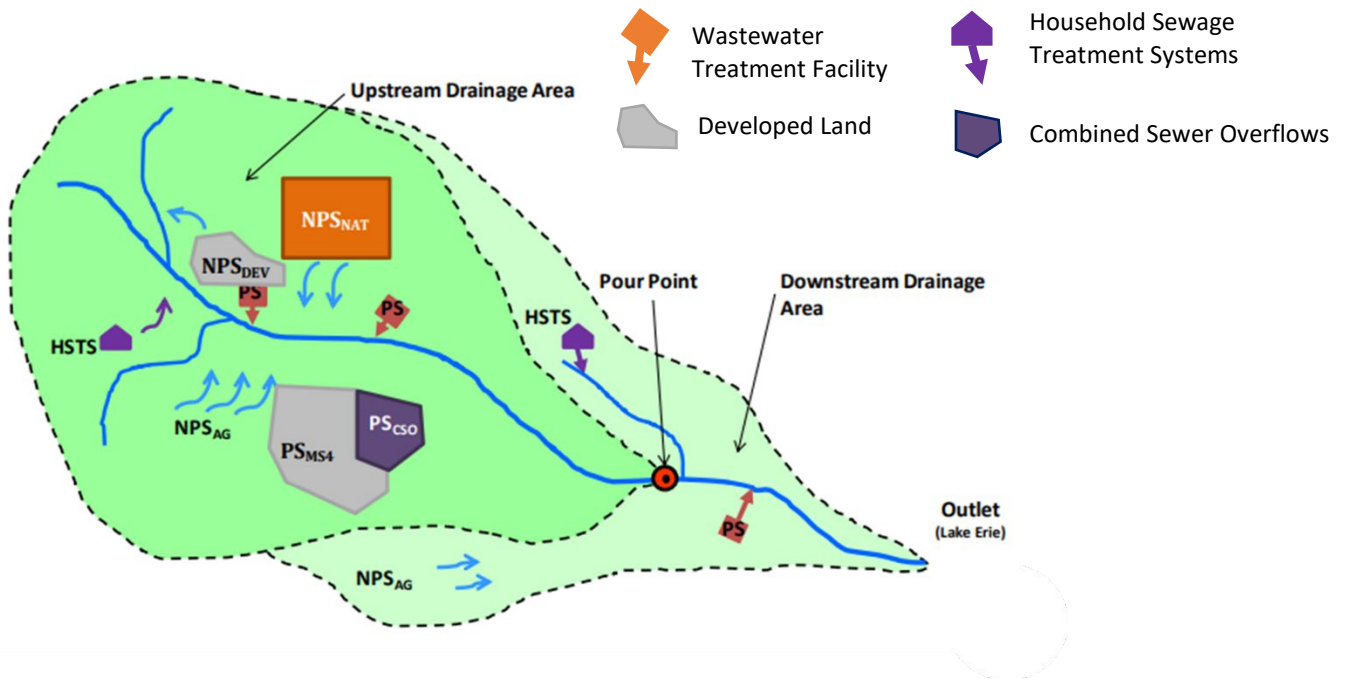 Wastewater
Treatment Facility
Household Sewage
Treatment Systems
Developed Land
Combined Sewer Overflows
Upstream Drainage Area
NPSNAT
NPSDEV
PS
PS
HSTS
NPSAG
PSMS4
PSCSO
HSTS
Pour Point
Downstream Drainage
Area
PS
Outlet
(Lake Erie)
NPSAG